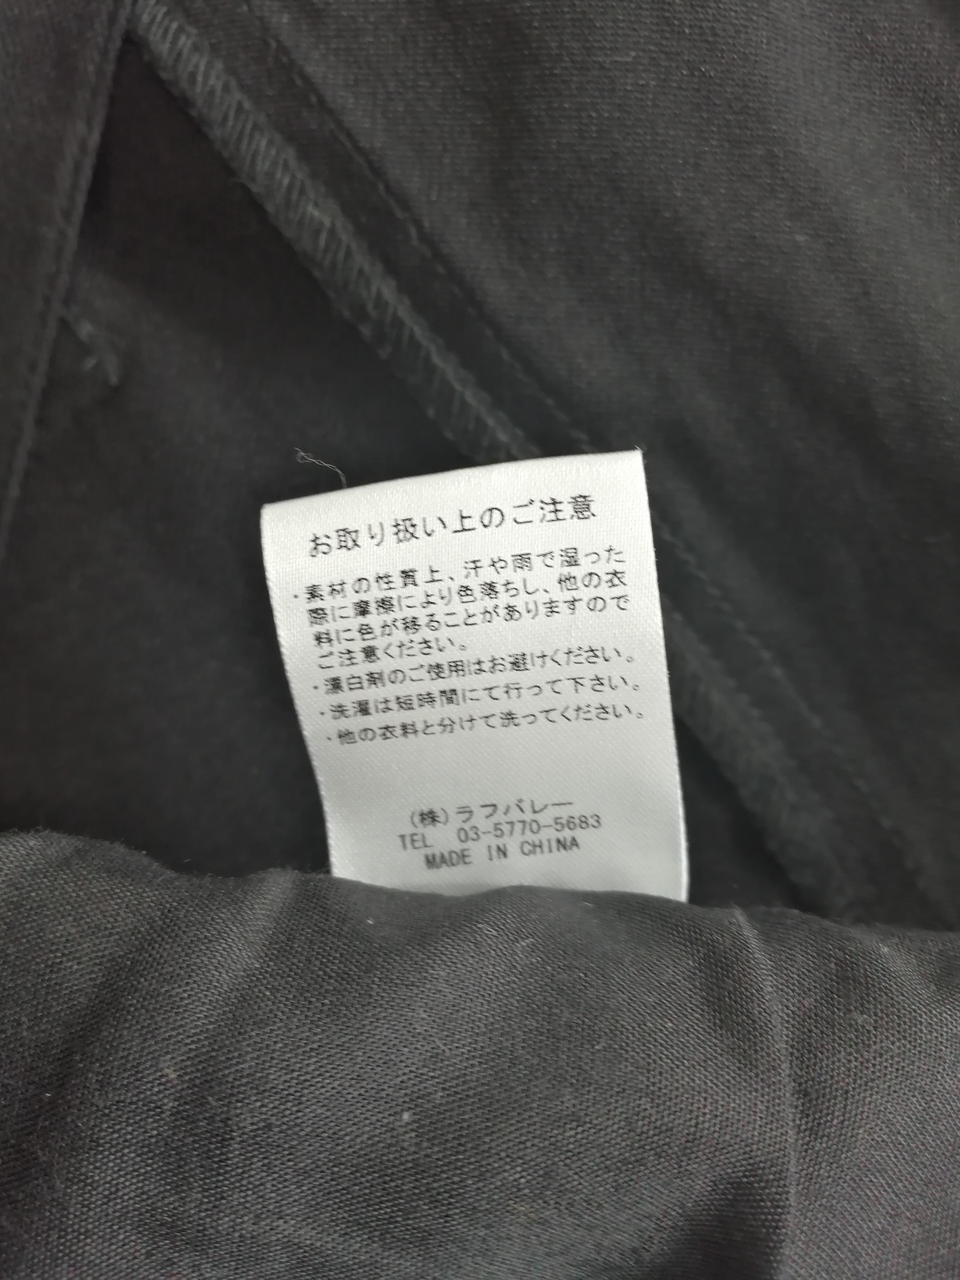 お取り扱い上のご注意
・素材の性質上、汗や雨で湿った
際に摩擦により色落ちし、他の衣
料に色が移ることがありますので
ご注意ください。
・漂白剤のご使用はお避けください。
・洗濯は短時間にて行って下さい。
・他の衣料と分けて洗ってください。
(株)ラフバレー
TEL 03-5770-5683
MADE IN CHINA